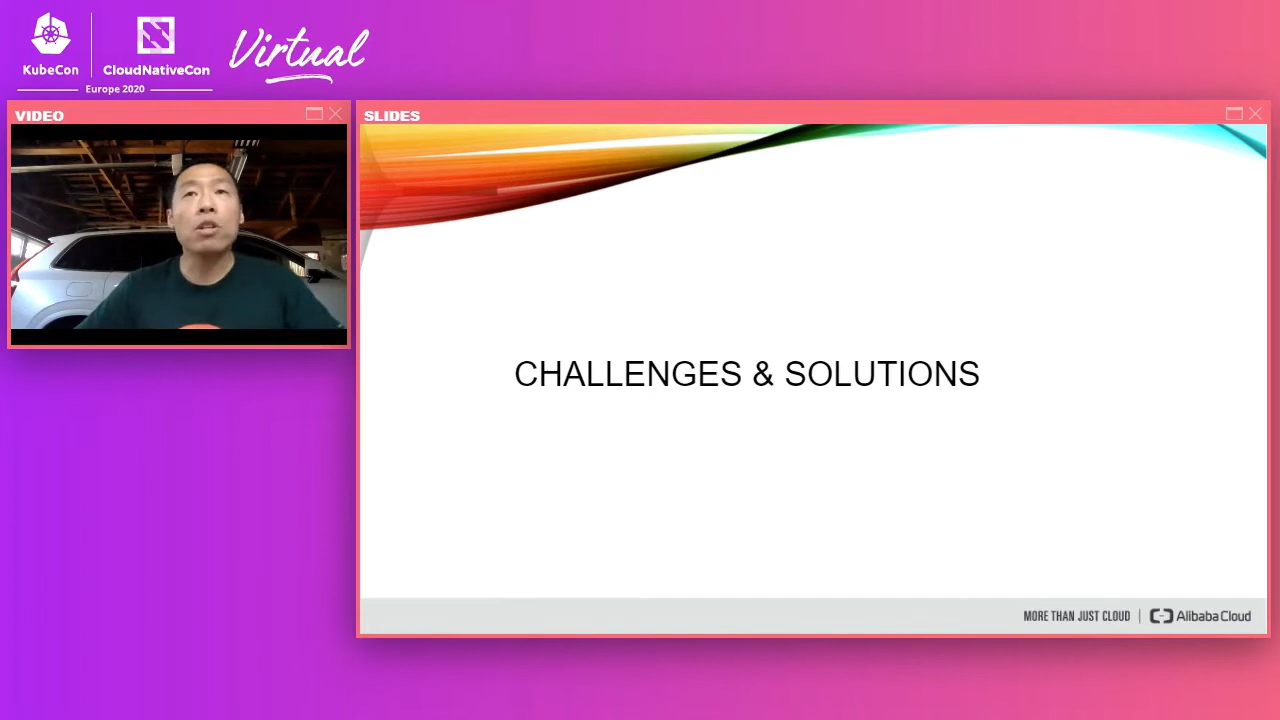 KubeCon
CloudNativeCon
Europe 2020
Virtual
VIDEO
SLIDES
CHALLENGES & SOLUTIONS
MORE THAN JUST CLOUD | Alibaba Cloud